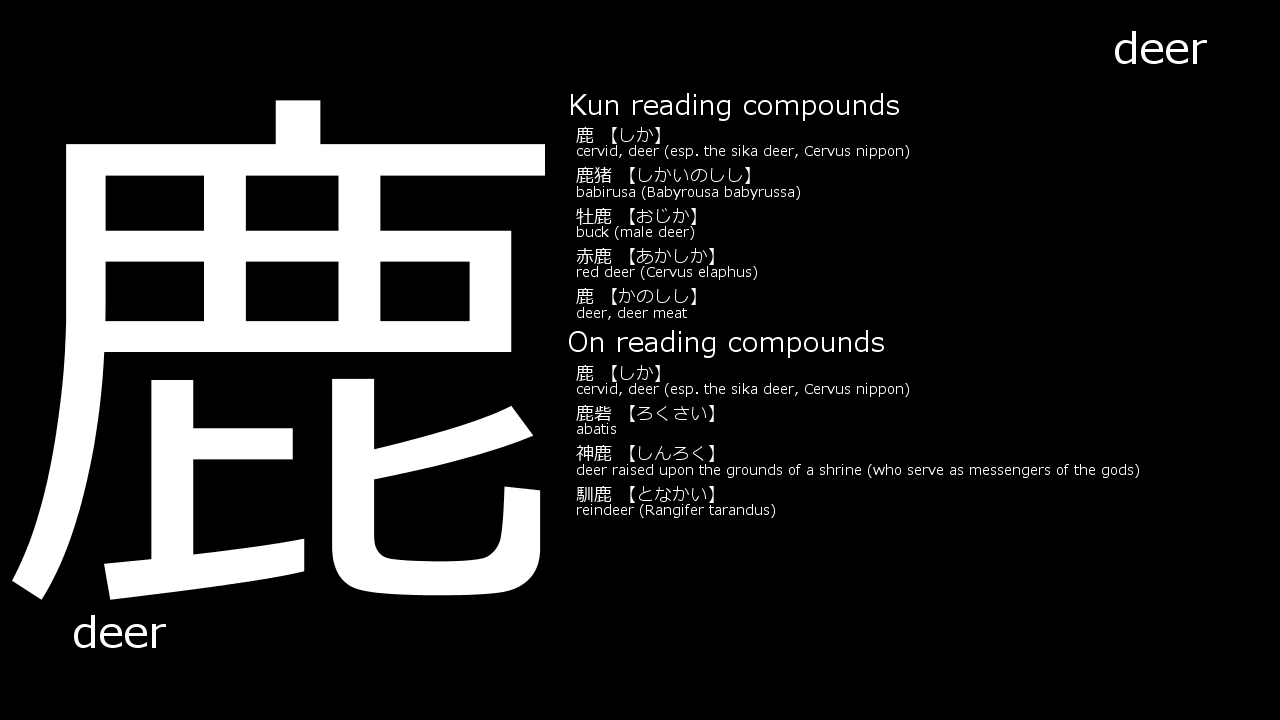 deer
鹿
Kun reading compounds
鹿 【しか】
cervid, deer (esp. the sika deer, Cervus nippon)
鹿猪 【しかいのしし】
babirusa (Babyrousa babyrussa)
牡鹿 【おじか】
buck (male deer)
赤鹿 【あかしか】
red deer (Cervus elaphus)
鹿 【かのしし】
deer, deer meat
On reading compounds
鹿 【しか】
cervid, deer (esp. the sika deer, Cervus nippon)
鹿砦 【ろくさい】
abatis
神鹿 【しんろく】
deer raised upon the grounds of a shrine (who serve as messengers of the gods)
馴鹿 【となかい】
reindeer (Rangifer tarandus)
deer